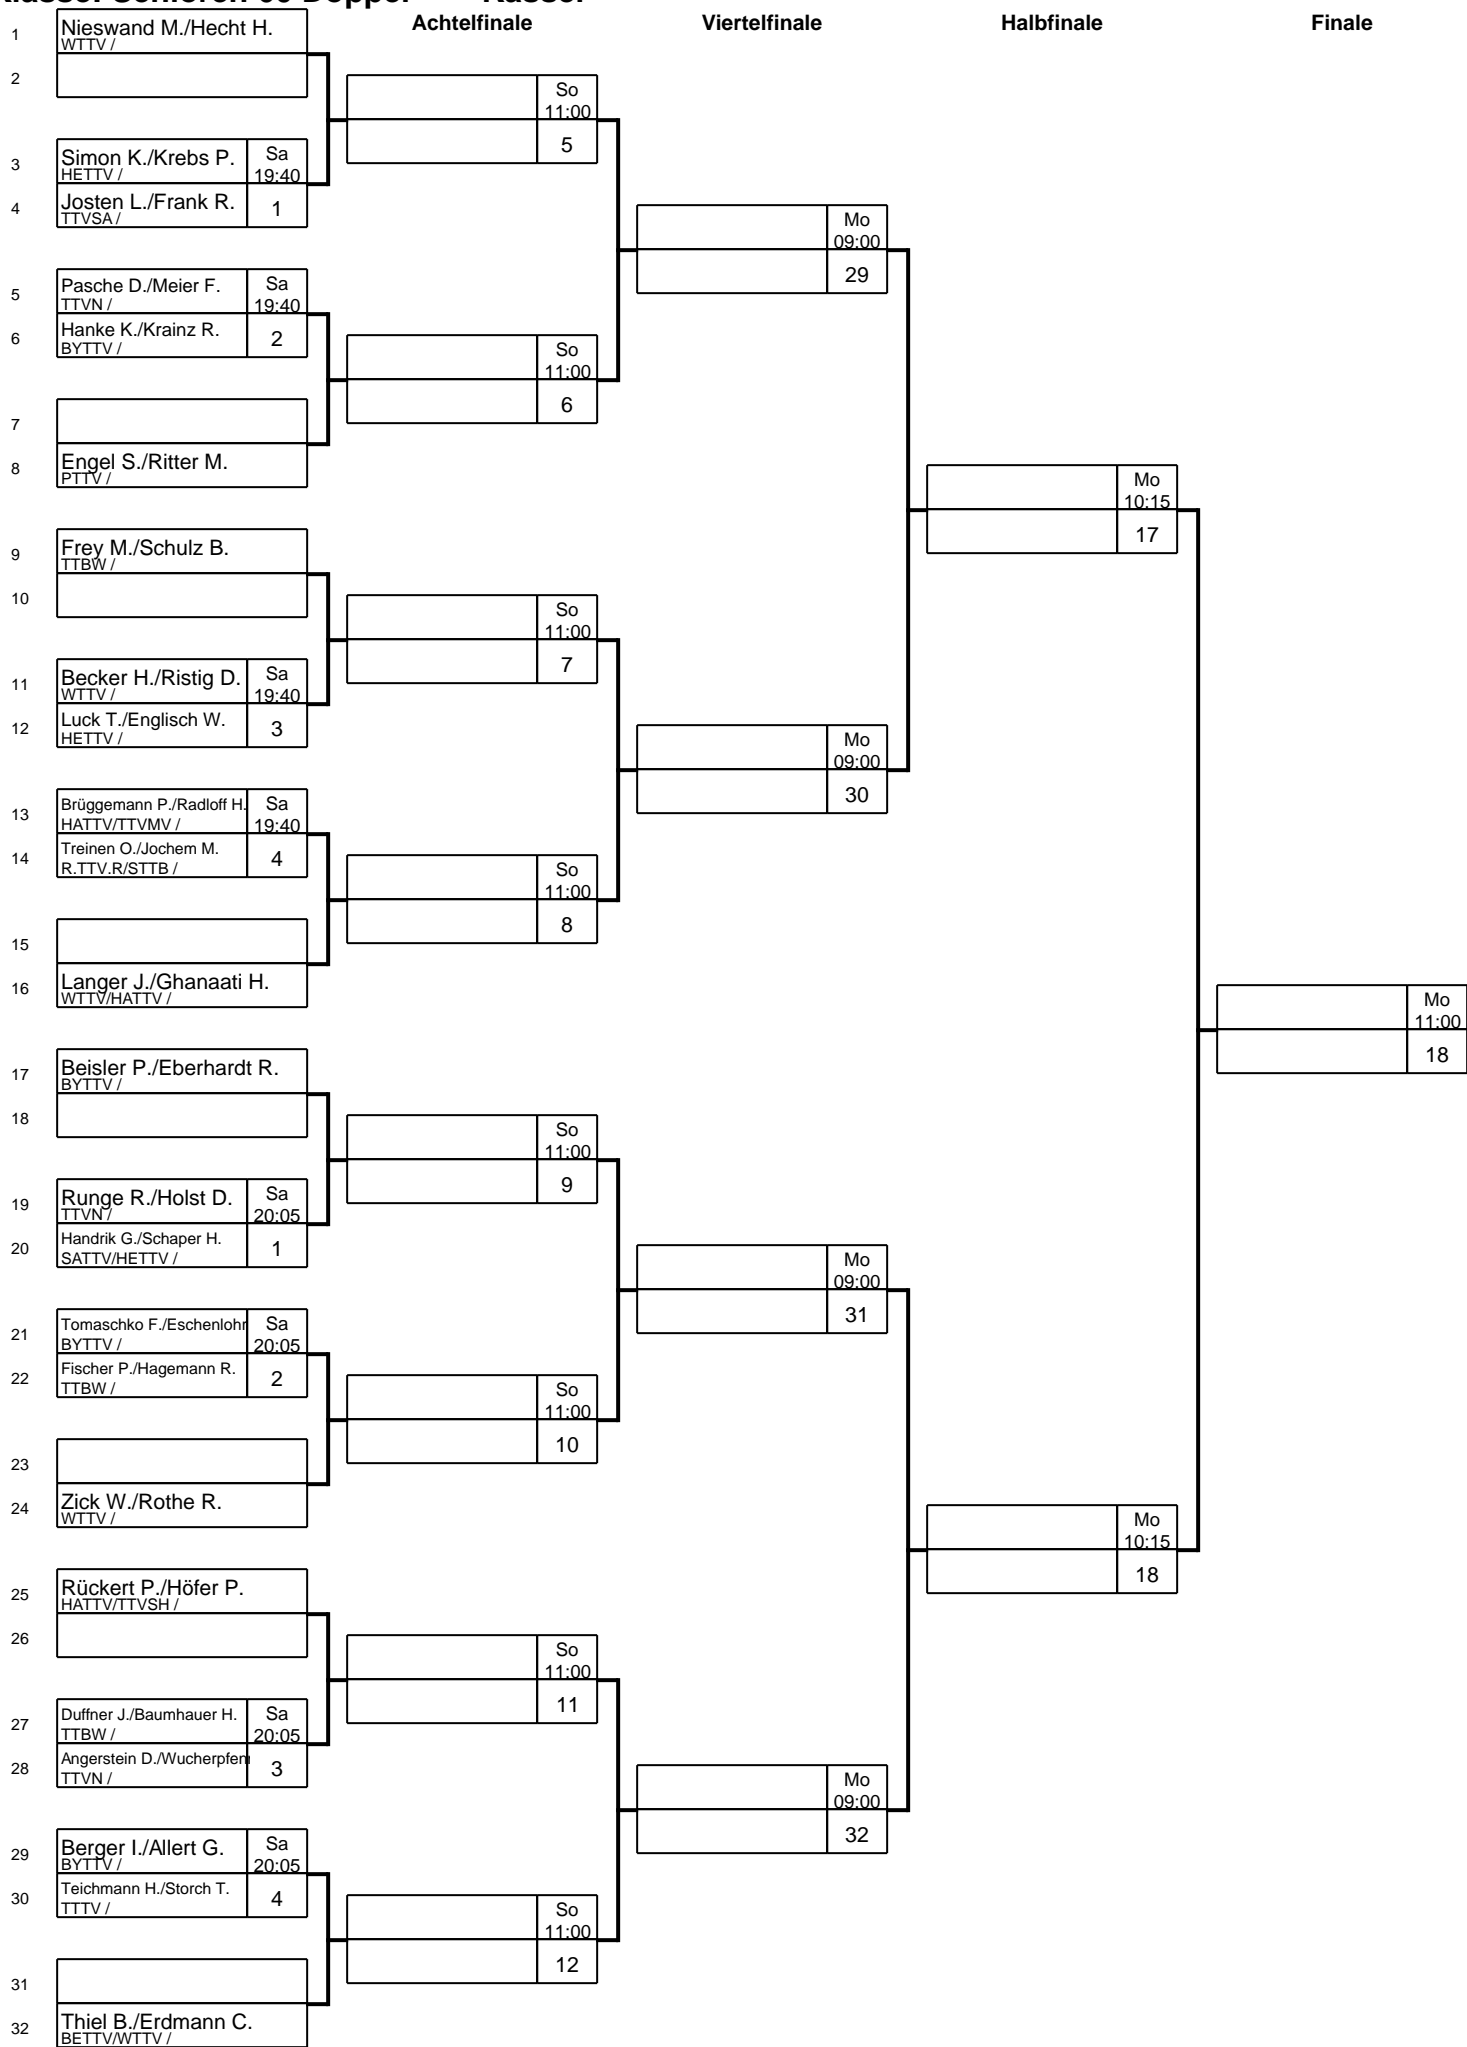 Achtelfinale Viertelfinale Halbfinale Finale
1 Nieswand M./Hecht H.
WTTV /
2
So
11:00
5
3 Simon K./Krebs P. Sa
HETTV / 19:40
4 Josten L./Frank R. 1
TTVSA /
Mo
09:00
29
5 Pasche D./Meier F. Sa
TTVN / 19:40
6 Hanke K./Krainz R. 2
BYTTV /
So
11:00
6
7
8 Engel S./Ritter M.
PTTV /
Mo
10:15
17
9 Frey M./Schulz B.
TTBW /
10
So
11:00
7
11 Becker H./Ristig D. Sa
WTTV / 19:40
12 Luck T./Englisch W. 3
HETTV /
Mo
09:00
30
13 Brüggemann P./Radloff H. Sa
HATTV/TTVMV / 19:40
14 Treinen O./Jochem M. 4
R.TTV.R/STTB /
So
11:00
8
15
16 Langer J./Ghanaati H.
WTTV/HATTV /
Mo
11:00
18
17 Beisler P./Eberhardt R.
BYTTV /
18
So
11:00
9
19 Runge R./Holst D. Sa
TTVN / 20:05
20 Handrik G./Schaper H. 1
SATTV/HETTV /
Mo
09:00
31
21 Tomaschko F./Eschenlohr Sa
BYTTV / 20:05
22 Fischer P./Hagemann R. 2
TTBW /
So
11:00
10
23
24 Zick W./Rothe R.
WTTV /
Mo
10:15
18
25 Rückert P./Höfer P.
HATTV/TTVSH /
26
So
11:00
11
27 Duffner J./Baumhauer H. Sa
TTBW / 20:05
28 Angerstein D./Wucherpfen 3
TTVN /
Mo
09:00
32
29 Berger I./Allert G. Sa
BYTTV / 20:05
30 Teichmann H./Storch T. 4
TTTV /
So
11:00
12
31
32 Thiel B./Erdmann C.
BETTV/WTTV /